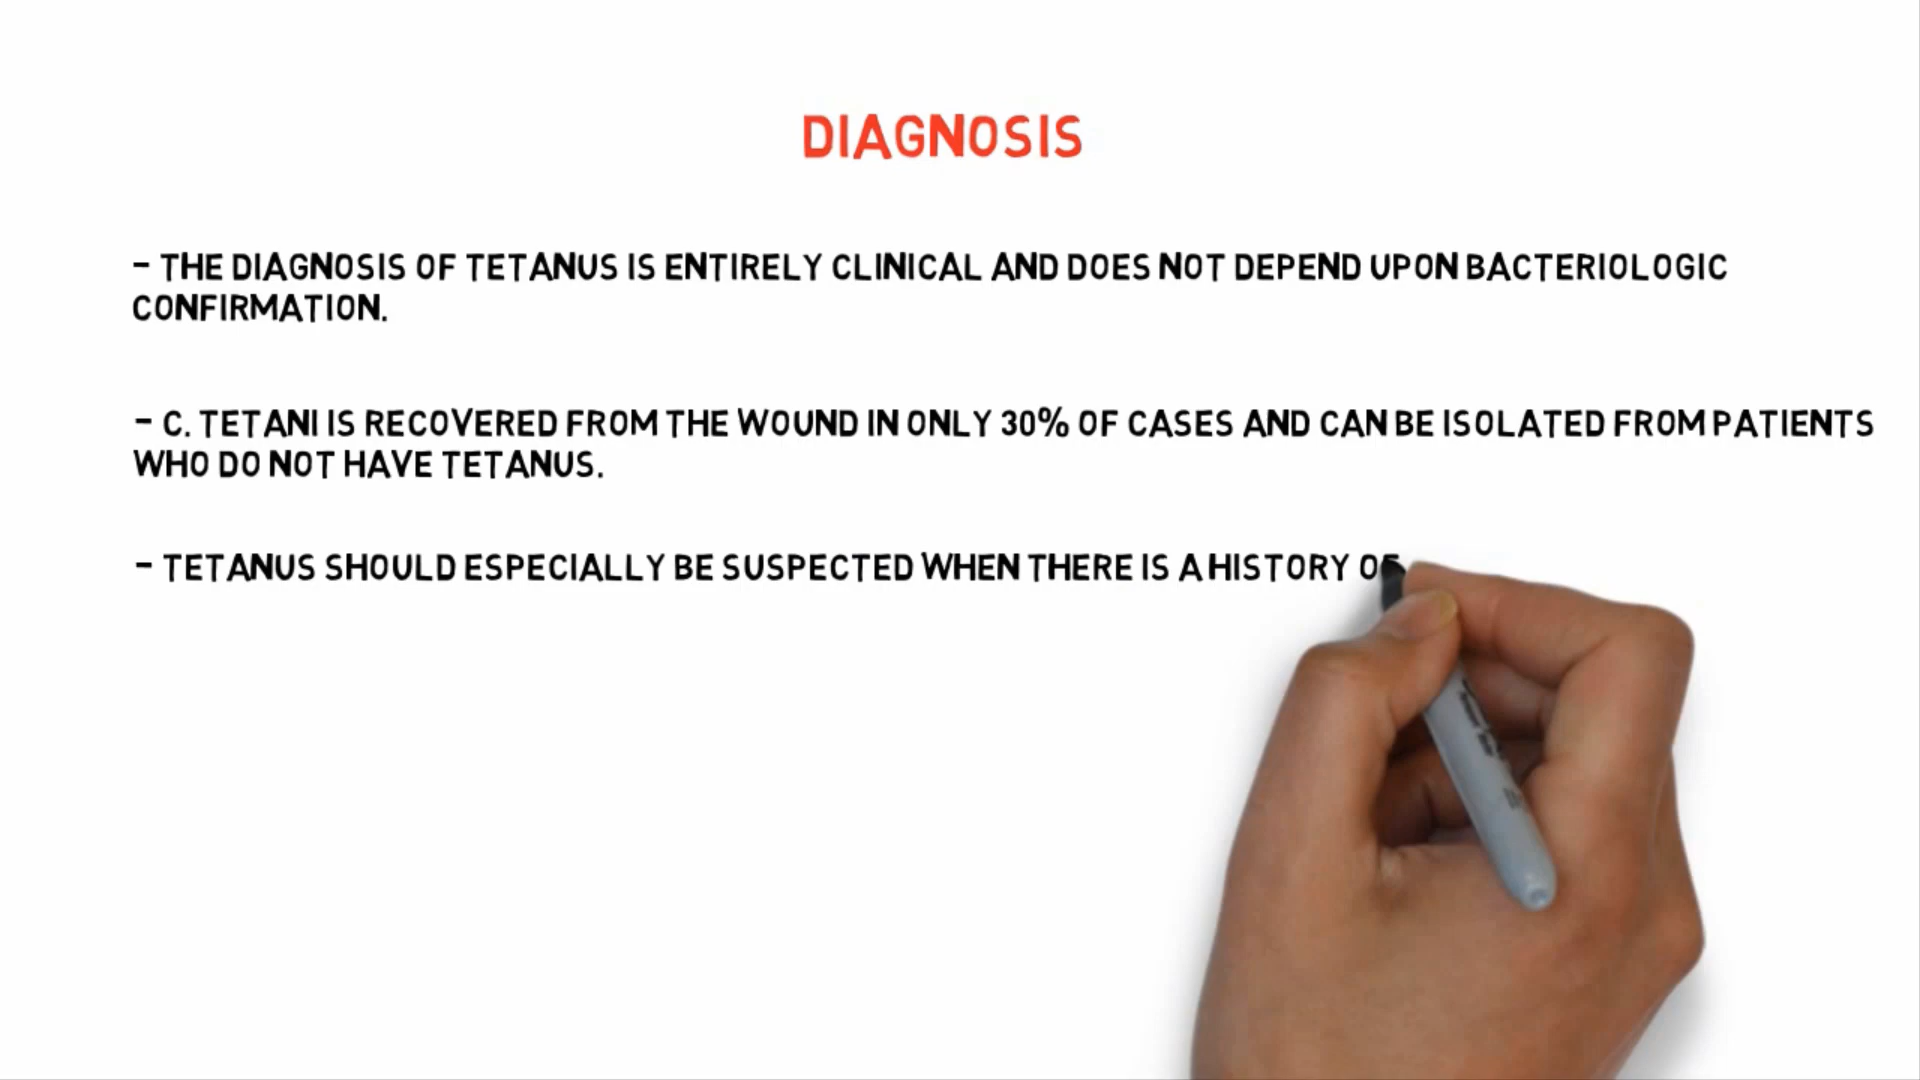 DIAGNOSIS
- THE DIAGNOSIS OF TETANUS IS ENTIRELY CLINICAL AND DOES NOT DEPEND UPON BACTERIOLOGIC
CONFIRMATION.
- C. TETANI IS RECOVERED FROM THE WOUND IN ONLY 30% OF CASES AND CAN BE ISOLATED FROM PATIENTS
WHO DO NOT HAVE TETANUS.
- TETANUS SHOULD ESPECIALLY BE SUSPECTED WHEN THERE IS A HISTORY